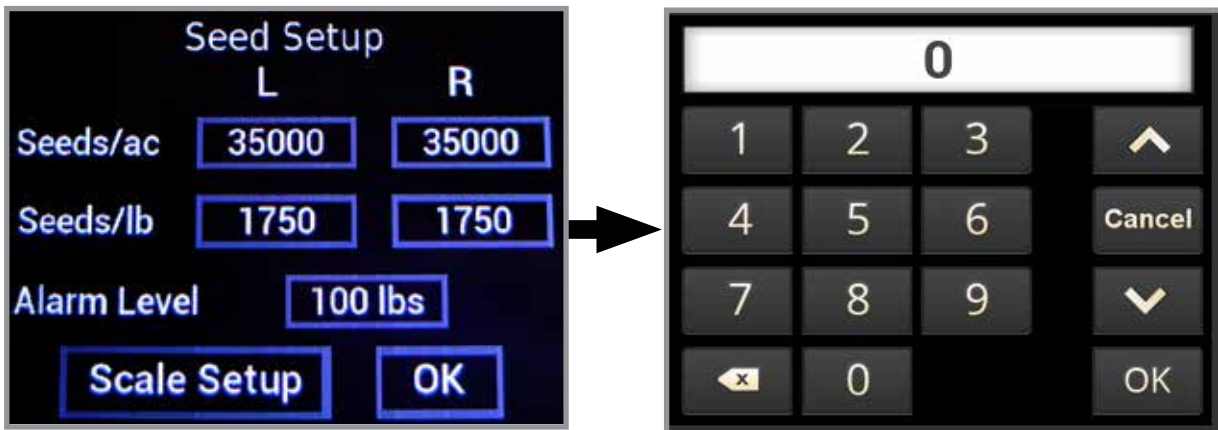 Seed Setup
L R
Seeds/ac 35000 35000
Seeds/lb 1750 1750
Alarm Level 100 lbs
Scale Setup OK
0
1 2 3
4 5 6 Cancel
7 8 9
x 0 OK